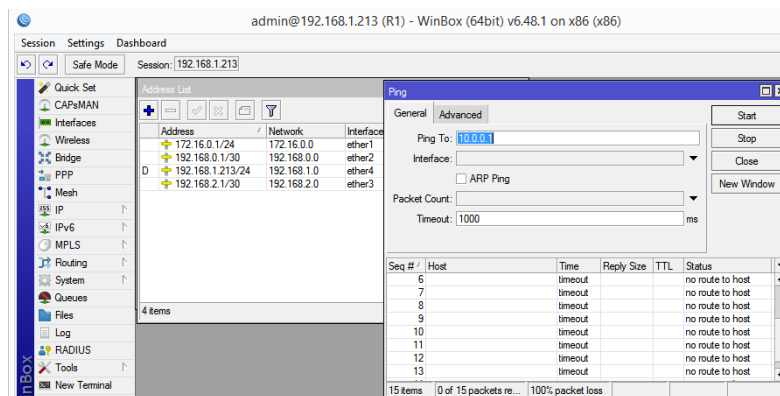 admin@192.168.1.213 (R1) - WinBox (64bit) v6.48.1 on x86 (x86)
Session Settings Dashboard
Safe Mode Session: 192.168.1.213
Quick Set
CAPsMAN
Interfaces
Wireless
Bridge
PPP
Mesh
IP
IPv6
MPLS
Routing
System
Queues
Files
Log
RADIUS
Tools
New Terminal
nBox
Address List
Address / Network Interface
172.16.0.1/24 172.16.0.0 ether1
192.168.0.1/30 192.168.0.0 ether2
D 192.168.1.213/24 192.168.1.0 ether4
192.168.2.1/30 192.168.2.0 ether3
4 items
Ping
General Advanced
Ping To: 10.0.0.1
Interface:
ARP Ping
Packet Count:
Timeout: 1000 ms
Start
Stop
Close
New Window
Seq # / Host Time Reply Size TTL Status
6 timeout no route to host
7 timeout no route to host
8 timeout no route to host
9 timeout no route to host
10 timeout no route to host
11 timeout no route to host
12 timeout no route to host
13 timeout no route to host
15 items 0 of 15 packets re... 100% packet loss